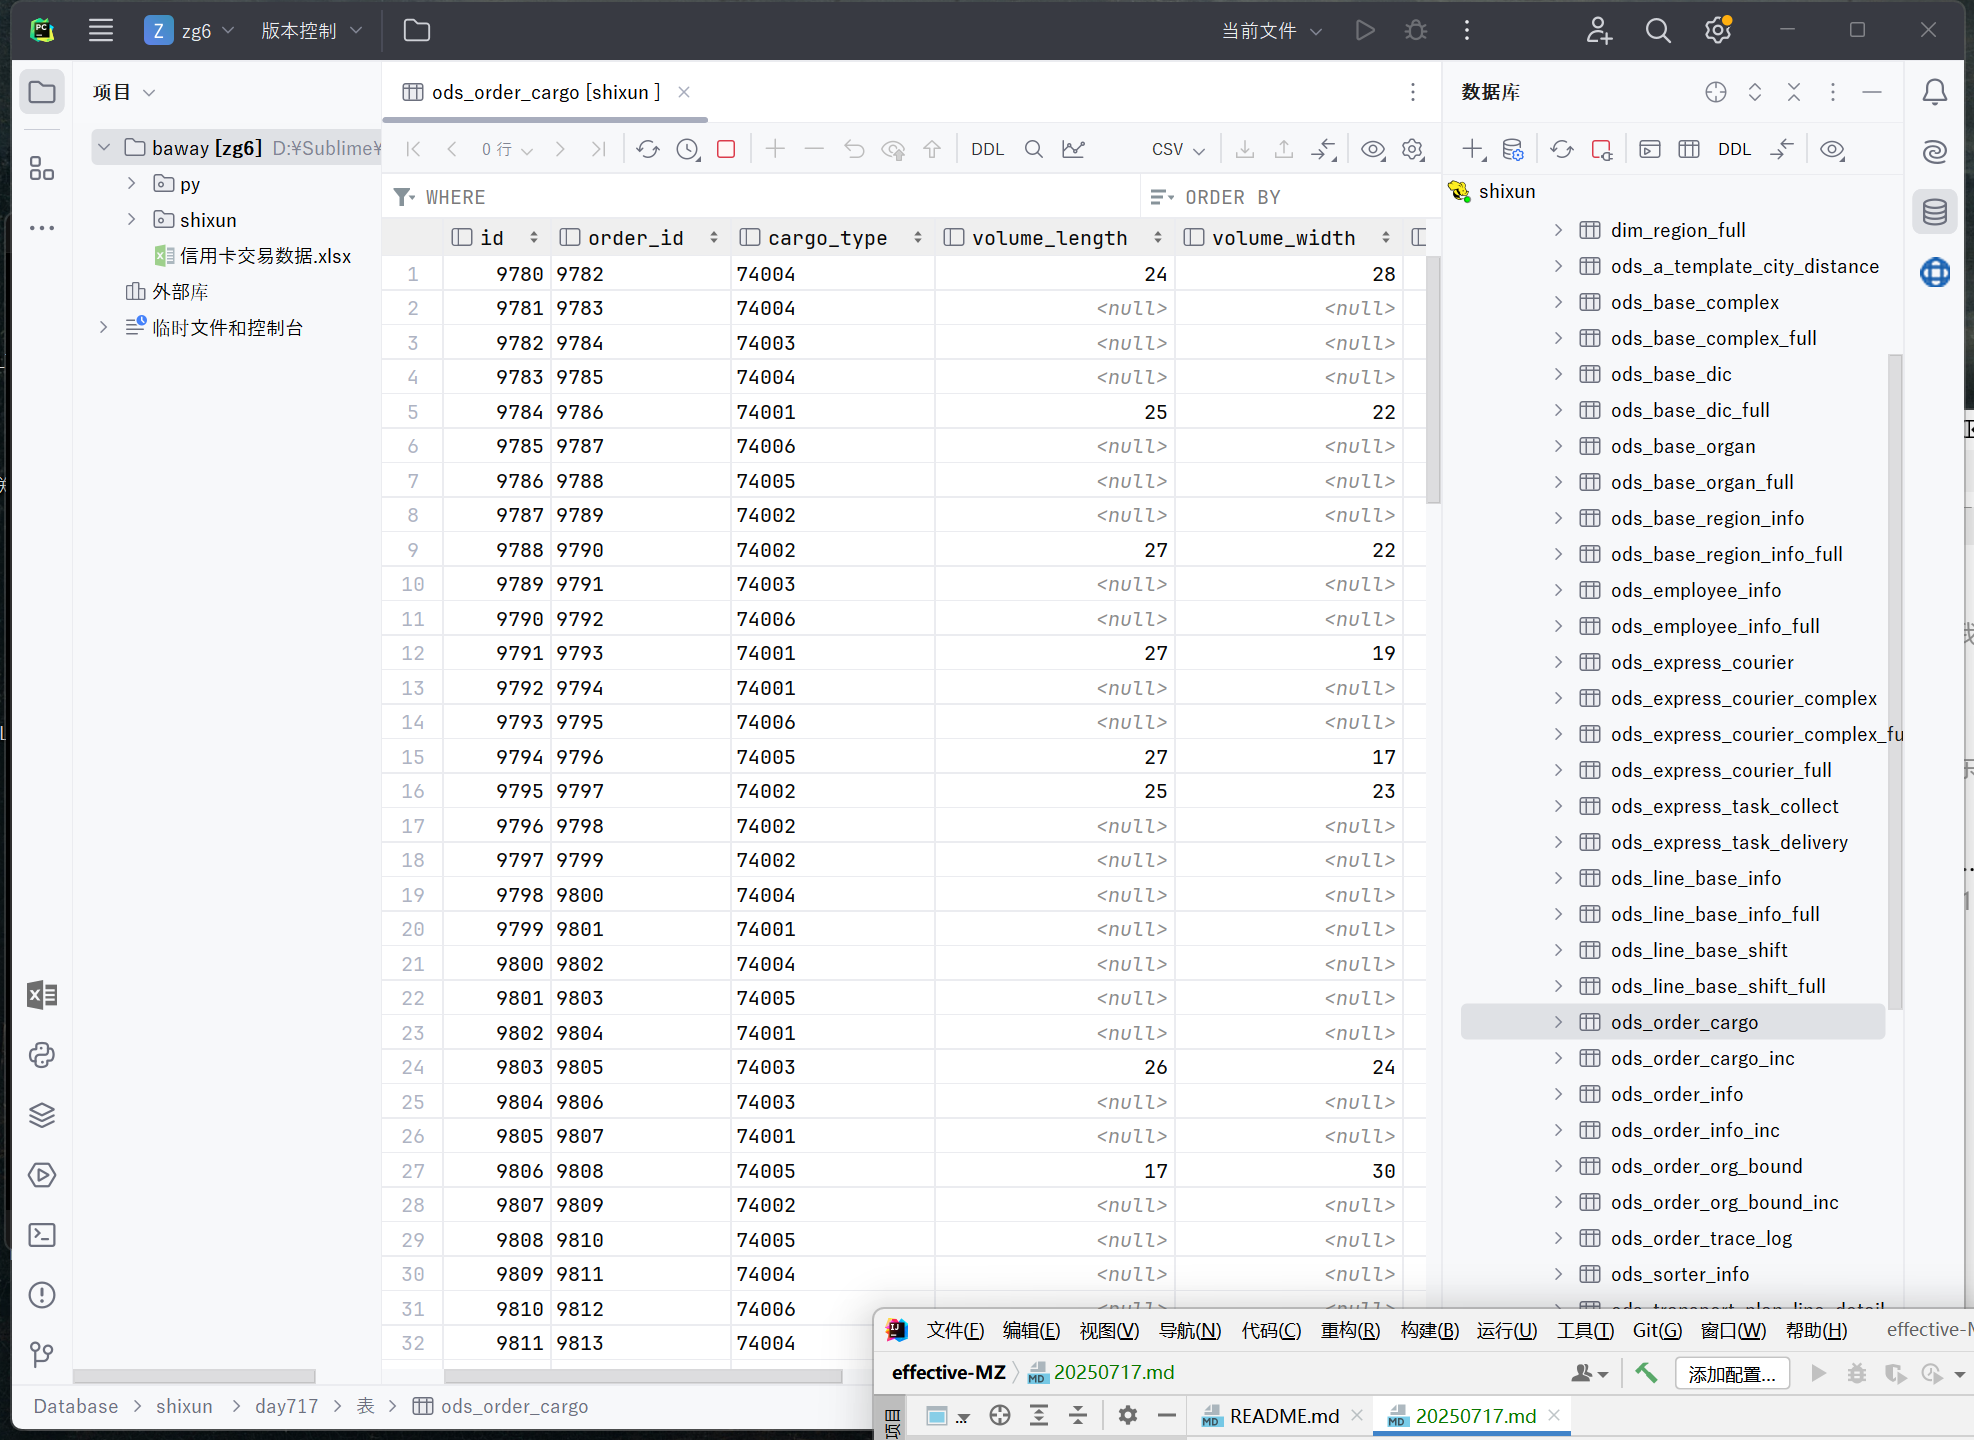 Z zg6 版本控制 当前文件
项目
ods_order_cargo [shixun ]
数据库
baway [zg6] D:¥Sublime¥
py
shixun
信用卡交易数据.xlsx
外部库
临时文件和控制台
0 行 DDL CSV
WHERE ORDER BY
id order_id cargo_type volume_length volume_width
1 9780 9782 74004 24 28
2 9781 9783 74004 <null> <null>
3 9782 9784 74003 <null> <null>
4 9783 9785 74004 <null> <null>
5 9784 9786 74001 25 22
6 9785 9787 74006 <null> <null>
7 9786 9788 74005 <null> <null>
8 9787 9789 74002 <null> <null>
9 9788 9790 74002 27 22
10 9789 9791 74003 <null> <null>
11 9790 9792 74006 <null> <null>
12 9791 9793 74001 27 19
13 9792 9794 74001 <null> <null>
14 9793 9795 74006 <null> <null>
15 9794 9796 74005 27 17
16 9795 9797 74002 25 23
17 9796 9798 74002 <null> <null>
18 9797 9799 74002 <null> <null>
19 9798 9800 74004 <null> <null>
20 9799 9801 74001 <null> <null>
21 9800 9802 74004 <null> <null>
22 9801 9803 74005 <null> <null>
23 9802 9804 74001 <null> <null>
24 9803 9805 74003 26 24
25 9804 9806 74003 <null> <null>
26 9805 9807 74001 <null> <null>
27 9806 9808 74005 17 30
28 9807 9809 74002 <null> <null>
29 9808 9810 74005 <null> <null>
30 9809 9811 74004 <null> <null>
31 9810 9812 74006 <null> <null>
32 9811 9813 74004
DDL
shixun
dim_region_full
ods_a_template_city_distance
ods_base_complex
ods_base_complex_full
ods_base_dic
ods_base_dic_full
ods_base_organ
ods_base_organ_full
ods_base_region_info
ods_base_region_info_full
ods_employee_info
ods_employee_info_full
ods_express_courier
ods_express_courier_complex
ods_express_courier_complex_fu
ods_express_courier_full
ods_express_task_collect
ods_express_task_delivery
ods_line_base_info
ods_line_base_info_full
ods_line_base_shift
ods_line_base_shift_full
ods_order_cargo
ods_order_cargo_inc
ods_order_info
ods_order_info_inc
ods_order_org_bound
ods_order_org_bound_inc
ods_order_trace_log
ods_sorter_info
ods_transport_plan_line_detail
Database > shixun > day717 > 表 > ods_order_cargo
文件(F) 编辑(E) 视图(V) 导航(N) 代码(C) 重构(R) 构建(B) 运行(U) 工具(T) Git(G) 窗口(W) 帮助(H) effective-M
effective-MZ 20250717.md 添加配置...
项目 README.md 20250717.md